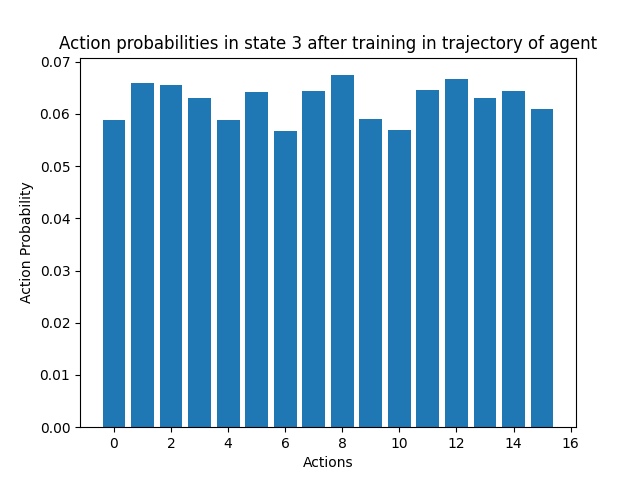 Action probabilities in state 3 after training in trajectory of agent
0.07
0.06
0.05
0.04
0.03
0.02
0.01
0.00
Action Probability
0 2 4 6 8 10 12 14 16
Actions